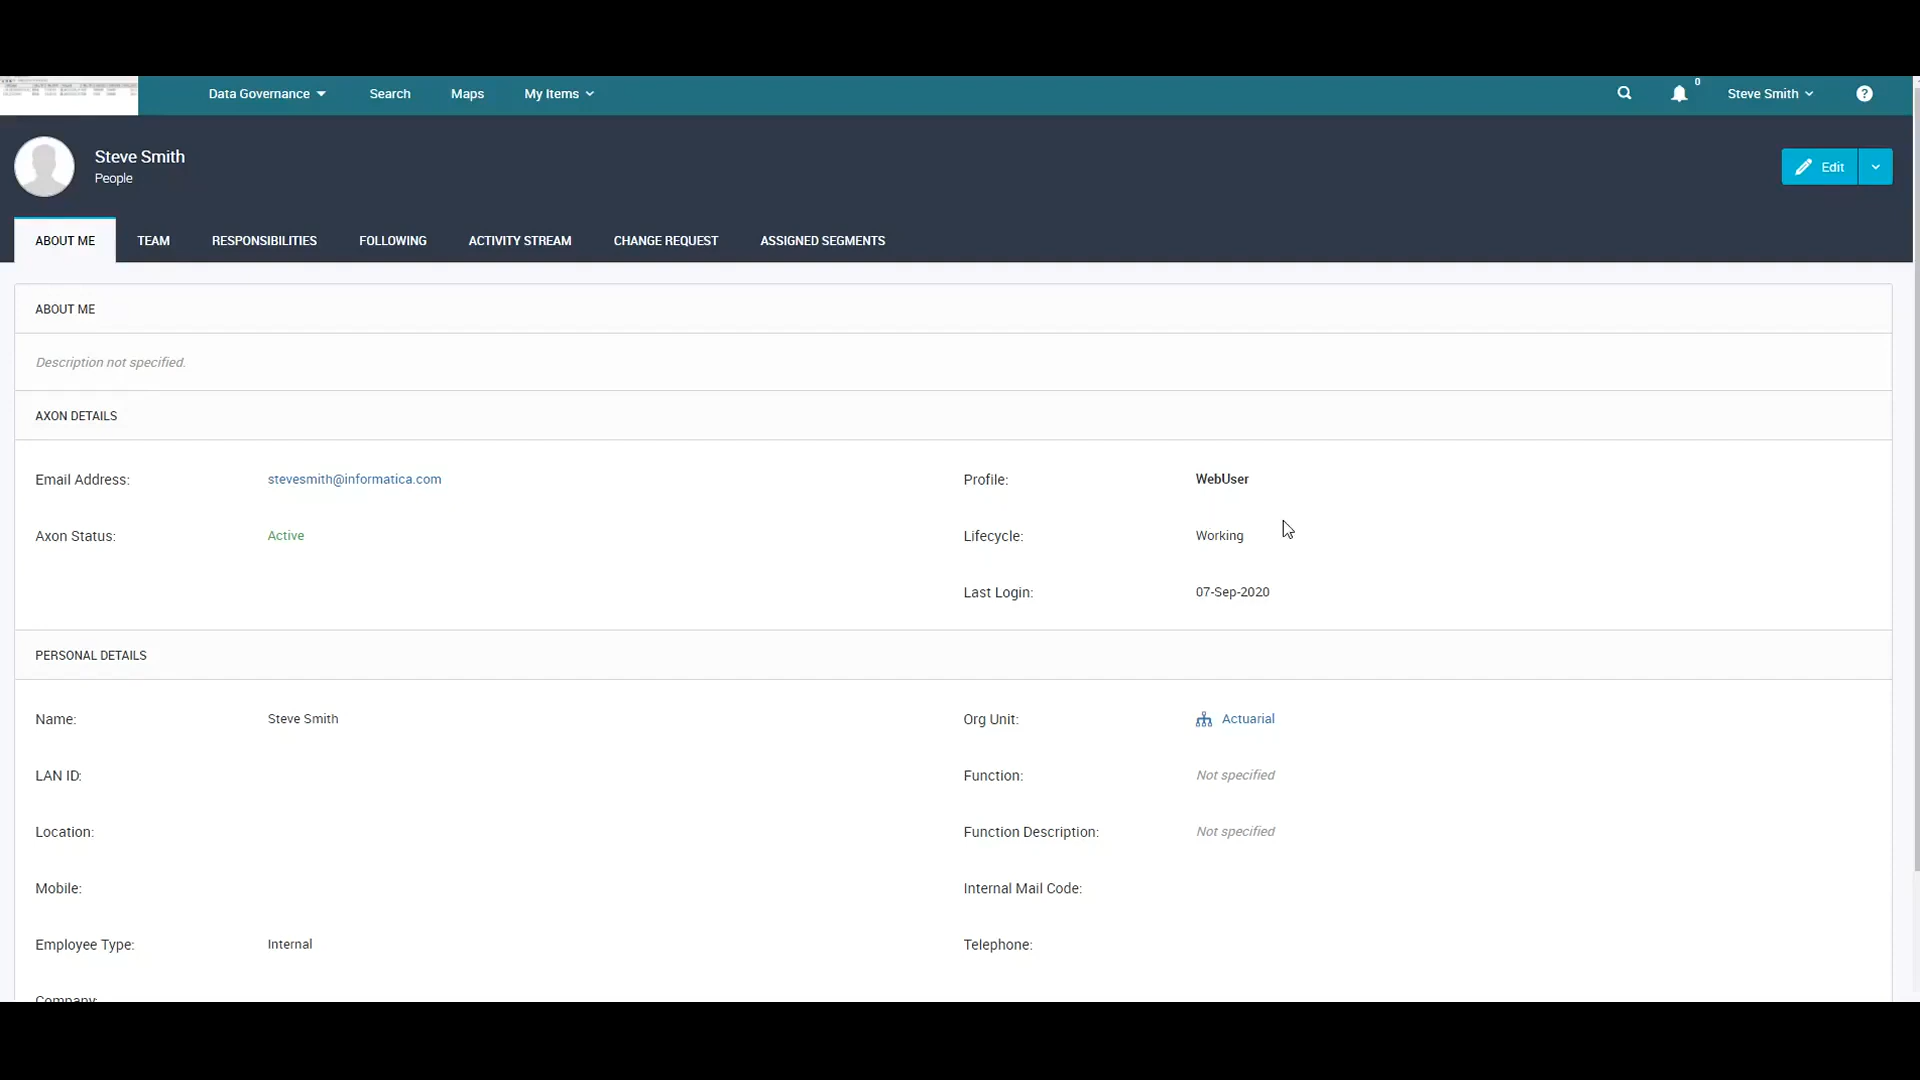 Data Governance Search Maps My Items 0 Steve Smith ?
Steve Smith
People
Edit
ABOUT ME TEAM RESPONSIBILITIES FOLLOWING ACTIVITY STREAM CHANGE REQUEST ASSIGNED SEGMENTS
ABOUT ME
Description not specified.
AXON DETAILS
Email Address: stevesmith@informatica.com Profile: WebUser
Axon Status: Active Lifecycle: Working
Last Login: 07-Sep-2020
PERSONAL DETAILS
Name: Steve Smith Org Unit: Actuarial
LAN ID: Function: Not specified
Location: Function Description: Not specified
Mobile: Internal Mail Code:
Employee Type: Internal Telephone:
Company: